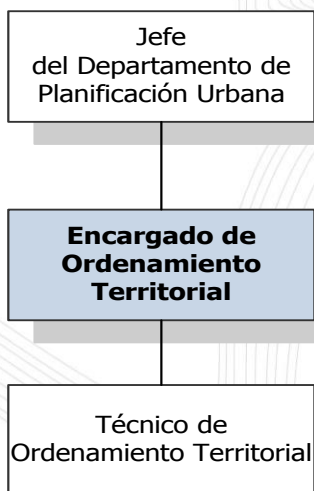 Jefe
del Departamento de
Planificación Urbana
Encargado de
Ordenamiento
Territorial
Técnico de
Ordenamiento Territorial